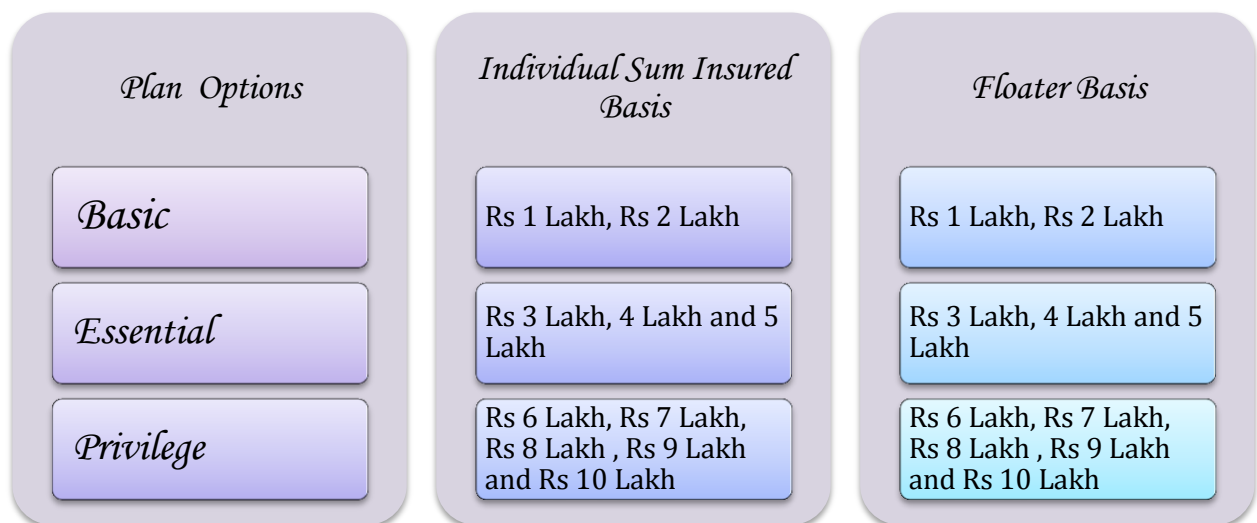 Plan Options
Basic
Essential
Privilege
Individual Sum Insured
Basis
Rs 1 Lakh, Rs 2 Lakh
Rs 3 Lakh, 4 Lakh and 5
Lakh
Rs 6 Lakh, Rs 7 Lakh,
Rs 8 Lakh , Rs 9 Lakh
and Rs 10 Lakh
Floater Basis
Rs 1 Lakh, Rs 2 Lakh
Rs 3 Lakh, 4 Lakh and 5
Lakh
Rs 6 Lakh, Rs 7 Lakh,
Rs 8 Lakh , Rs 9 Lakh
and Rs 10 Lakh